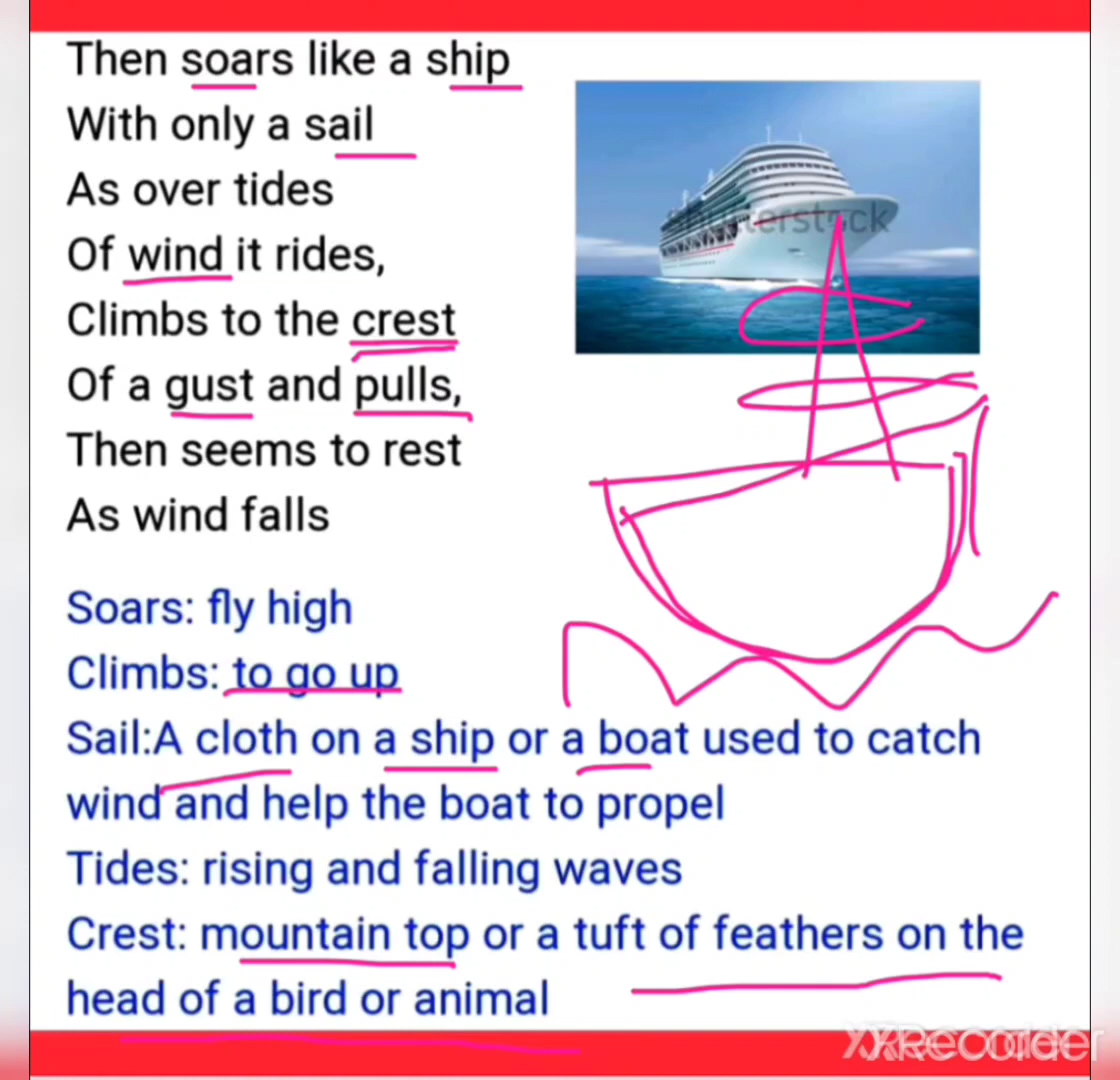 Then soars like a ship
With only a sail
As over tides
Of wind it rides,
Climbs to the crest
Of a gust and pulls,
Then seems to rest
As wind falls
shutterstock
Soars: fly high
Climbs: to go up
Sail:A cloth on a ship or a boat used to catch
wind and help the boat to propel
Tides: rising and falling waves
Crest: mountain top or a tuft of feathers on the
head of a bird or animal
XRecorder